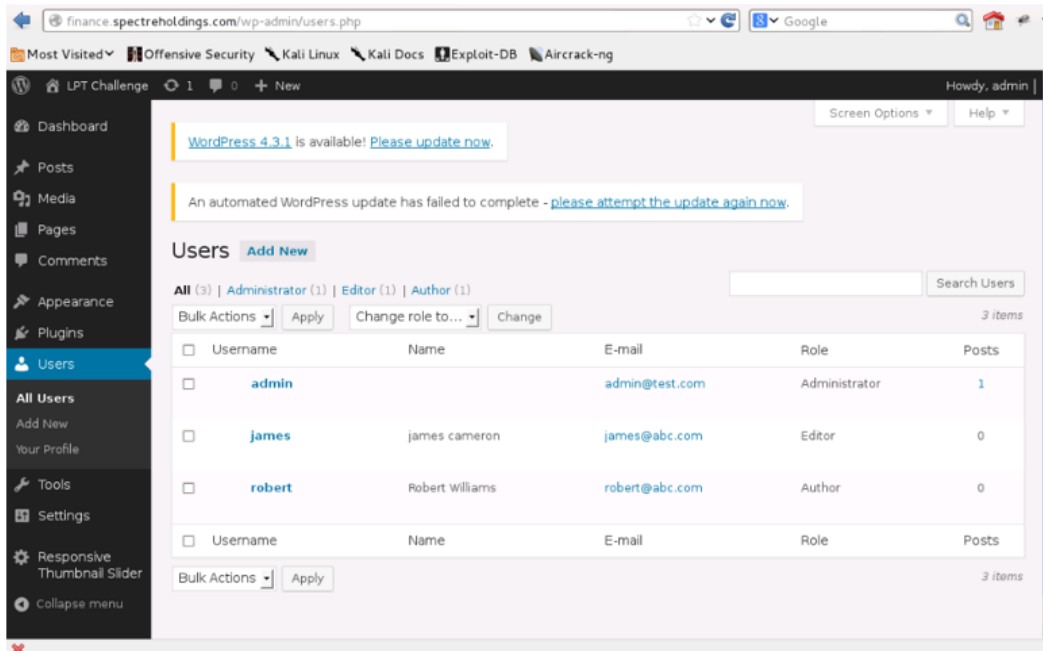 finance.spectreholdings.com/wp-admin/users.php Google
Most Visited Offensive Security Kali Linux Kali Docs Exploit-DB Aircrack-ng
LPT Challenge 1 0 + New Howdy, admin
Screen Options Help
Dashboard
Posts
Media
Pages
Comments
Appearance
Plugins
Users
All Users
Add New
Your Profile
Tools
Settings
Responsive
Thumbnail Slider
Collapse menu
WordPress 4.3.1 is available! Please update now.
An automated WordPress update has failed to complete - please attempt the update again now.
Users Add New
All (3) | Administrator (1) | Editor (1) | Author (1)
Search Users
Bulk Actions Apply Change role to... Change 3 items
Username Name E-mail Role Posts
admin admin@test.com Administrator 1
james james cameron james@abc.com Editor 0
robert Robert Williams robert@abc.com Author 0
Username Name E-mail Role Posts
Bulk Actions Apply 3 items